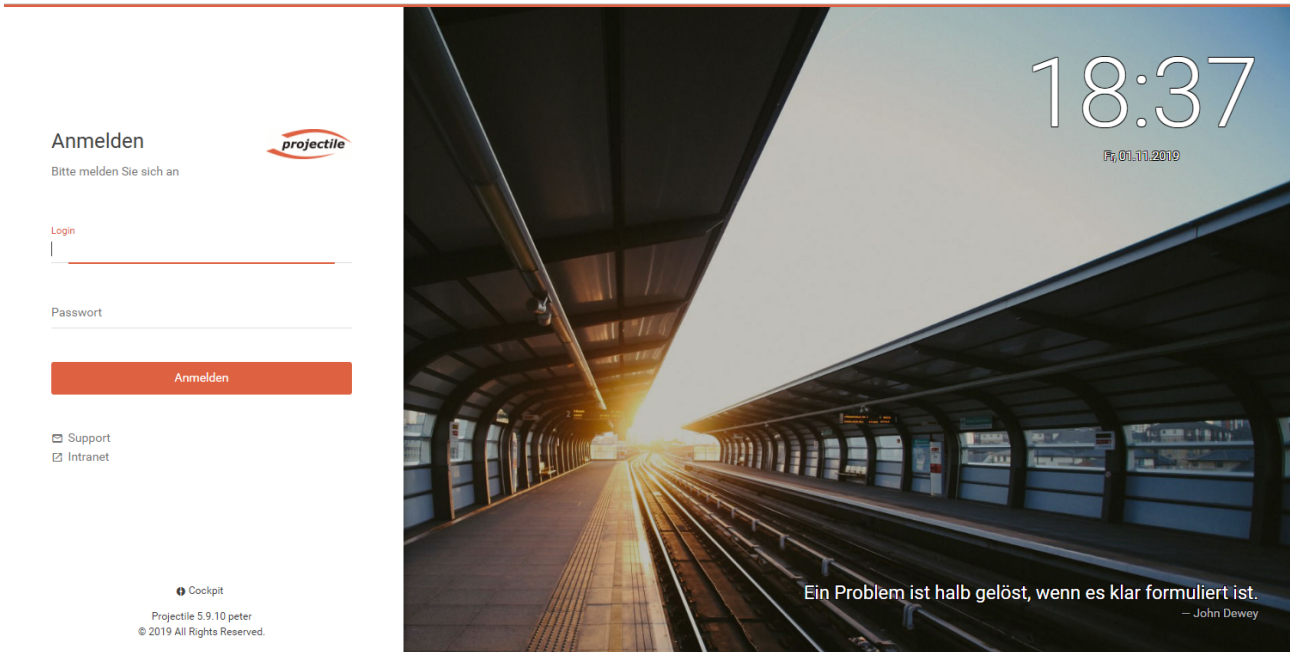 Anmelden
projectile
Bitte melden Sie sich an
Login
Passwort
Anmelden
Support
Intranet
Cockpit
Projectile 5.9.10 peter
© 2019 All Rights Reserved.
18:37
Fr, 01.11.2019
Ein Problem ist halb gelöst, wenn es klar formuliert ist.
— John Dewey